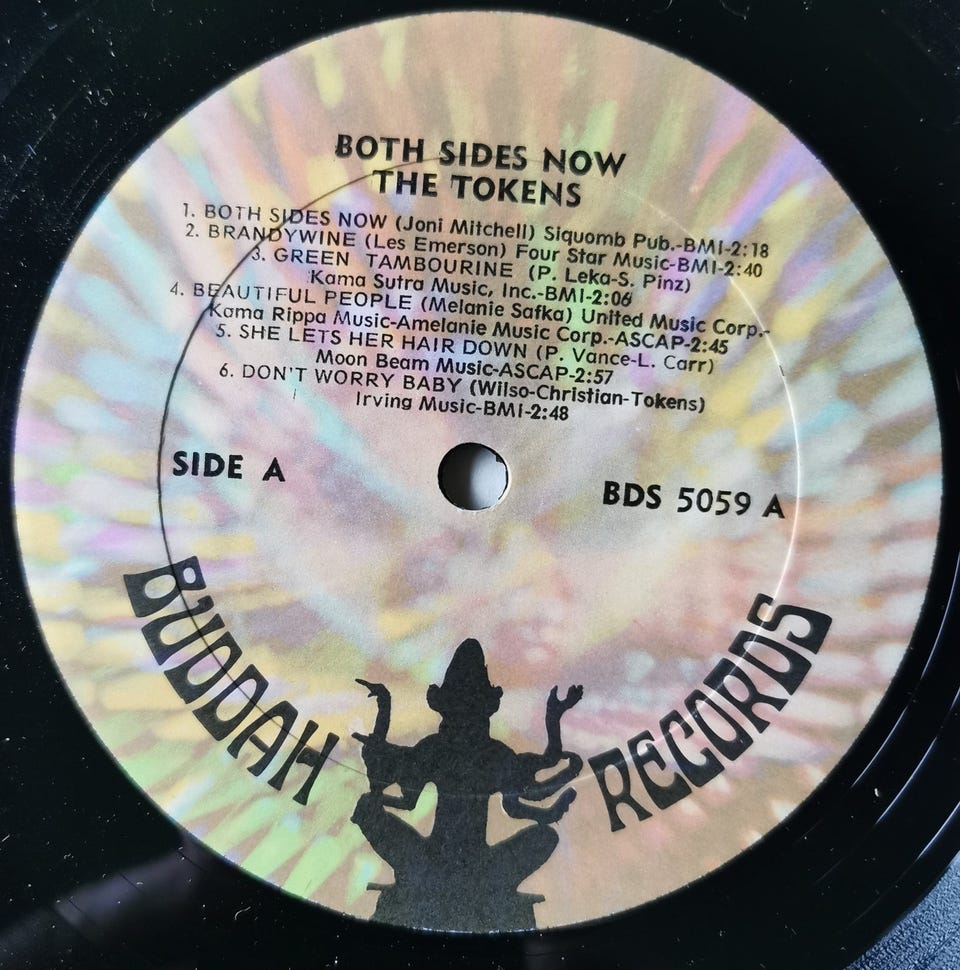 BOTH SIDES NOW
THE TOKENS
1. BOTH SIDES NOW (Joni Mitchell) Siquomb Pub.-BMI-2:18
2. BRANDYWINE (Les Emerson) Four Star Music-BMI-2:40
3. GREEN TAMBOURINE (P. Leka-S. Pinz)
Kama Sutra Music, Inc.-BMI-2:06
4. BEAUTIFUL PEOPLE (Melanie Safka) United Music Corp.-
Kama Rippa Music-Amelanie Music Corp.-ASCAP-2:45
5. SHE LETS HER HAIR DOWN (P. Vance-L. Carr)
Moon Beam Music-ASCAP-2:57
6. DON'T WORRY BABY (Wilso-Christian-Tokens)
Irving Music-BMI-2:48
SIDE A
BDS 5059 A
BUDDAH RECORDS